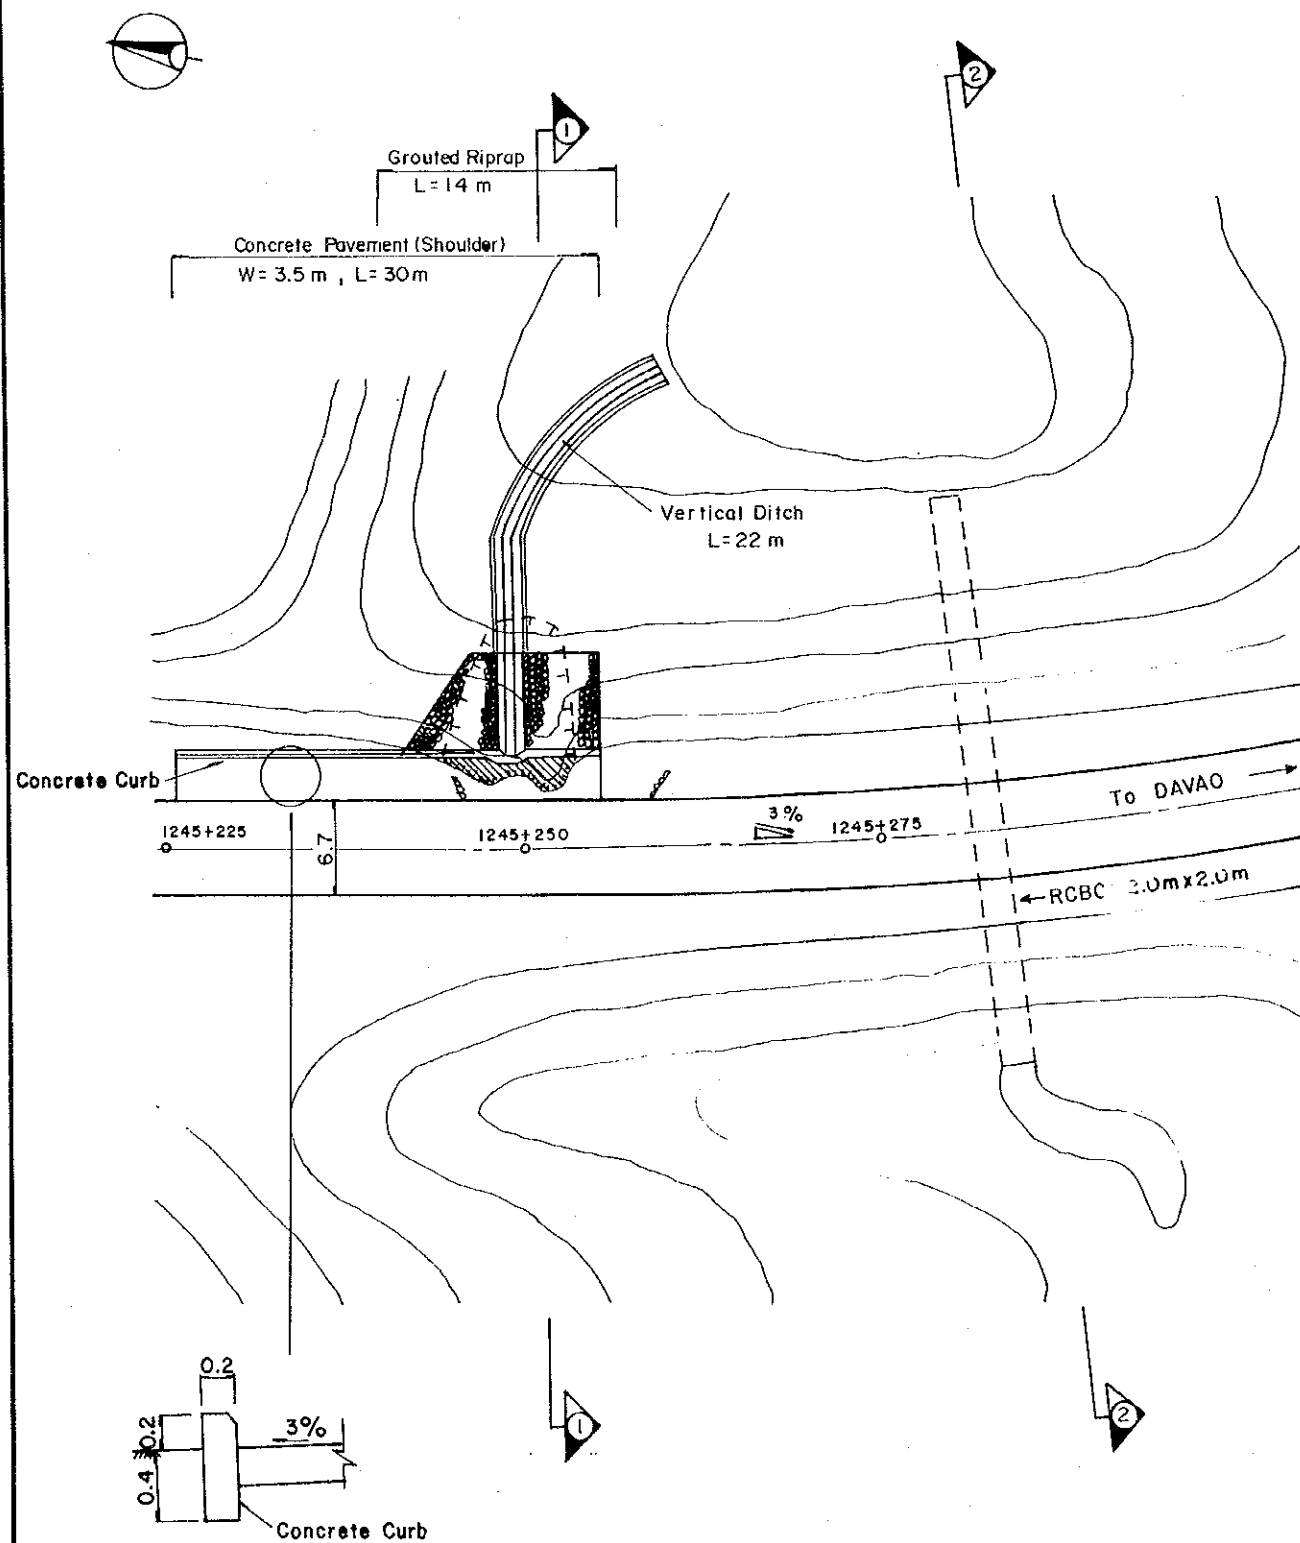 2
1
Grouted Riprap
L= 14 m
Concrete Pavement (Shoulder)
W= 3.5 m , L= 30m
Vertical Ditch
L= 22 m
Concrete Curb
To DAVAO
1245+225
1245+250
3%
1245+275
6.7
RCBC .0mx2.0m
0.2
3%
0.2
0.4
1
2
Concrete Curb